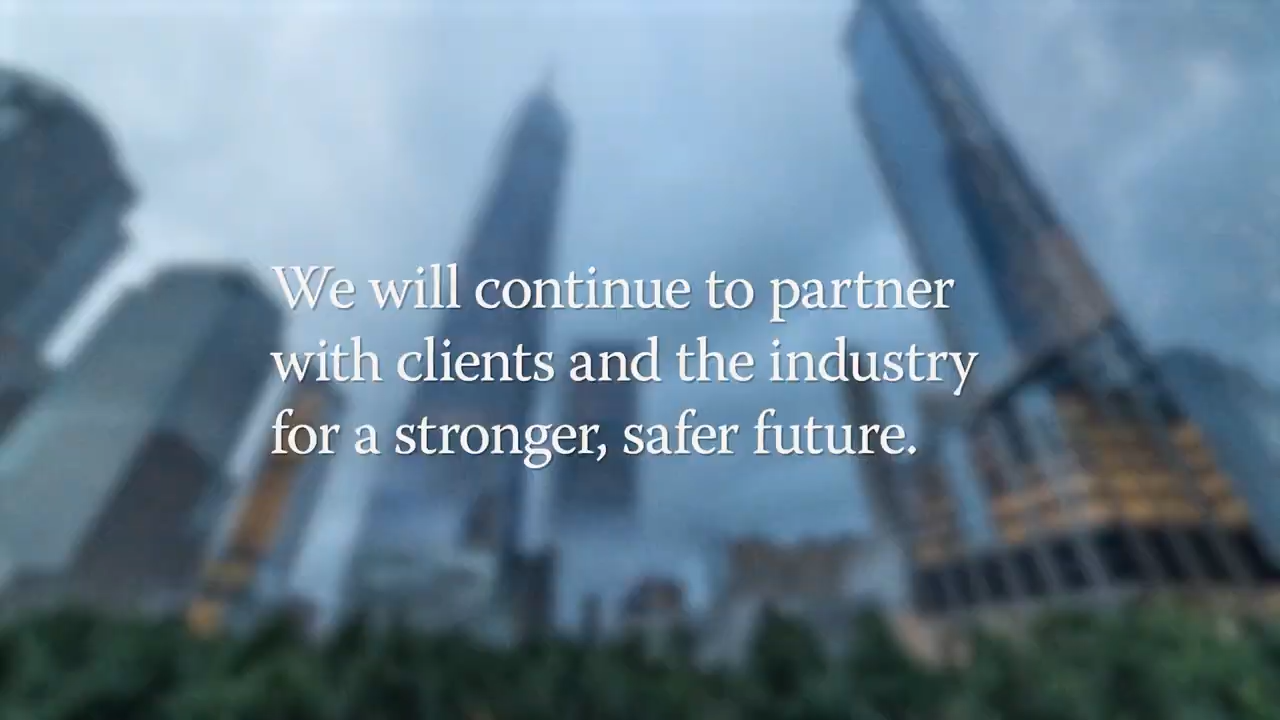 We will continue to partner
with clients and the industry
for a stronger, safer future.